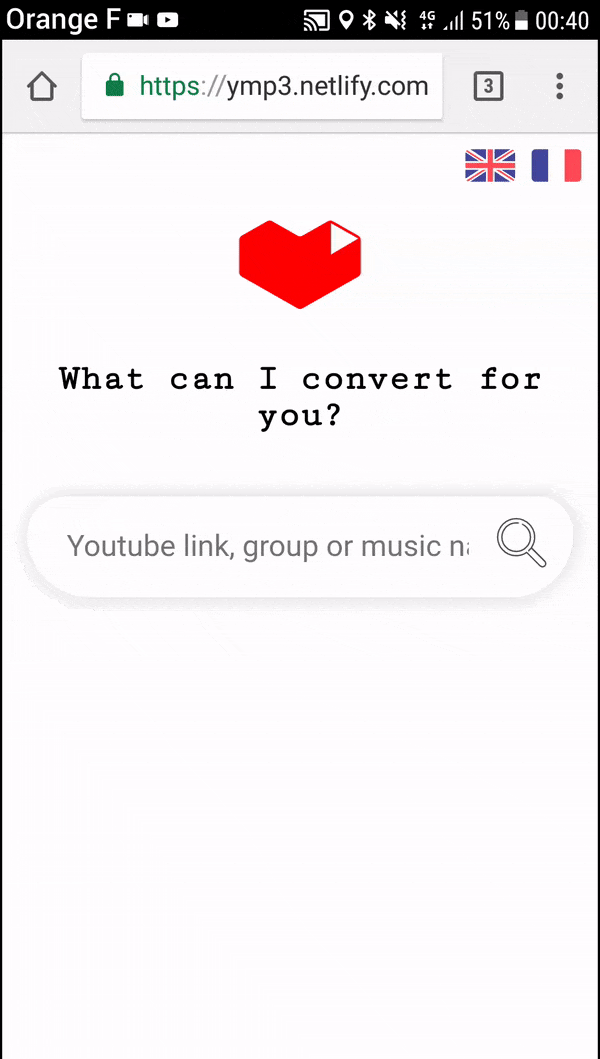 Orange F 4G 51% 00:40
https://ymp3.netlify.com 3
What can I convert for
you?
Youtube link, group or music na